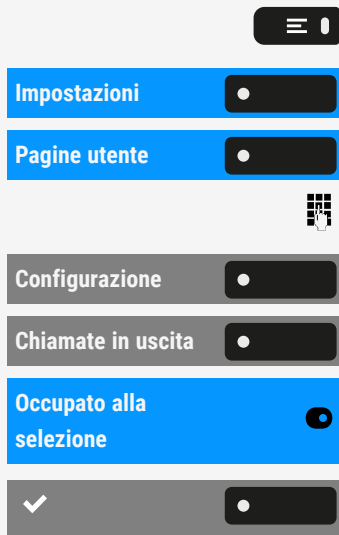 Impostazioni
Pagine utente
Configurazione
Chiamate in uscita
Occupato alla
selezione